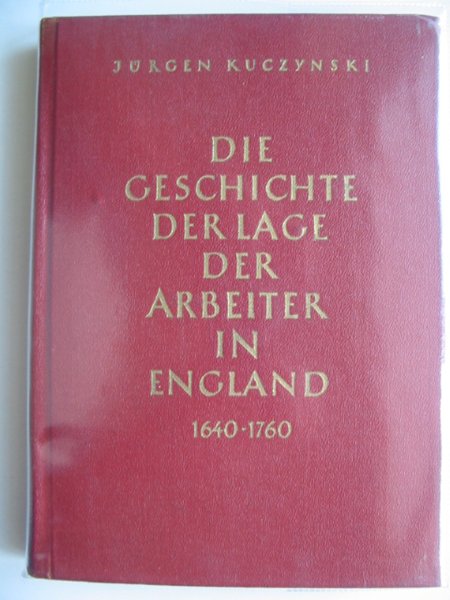 JÜRGEN KUCZYNSKI
DIE
GESCHICHTE
DER LAGE
DER
ARBEITER
IN
ENGLAND
1640-1760